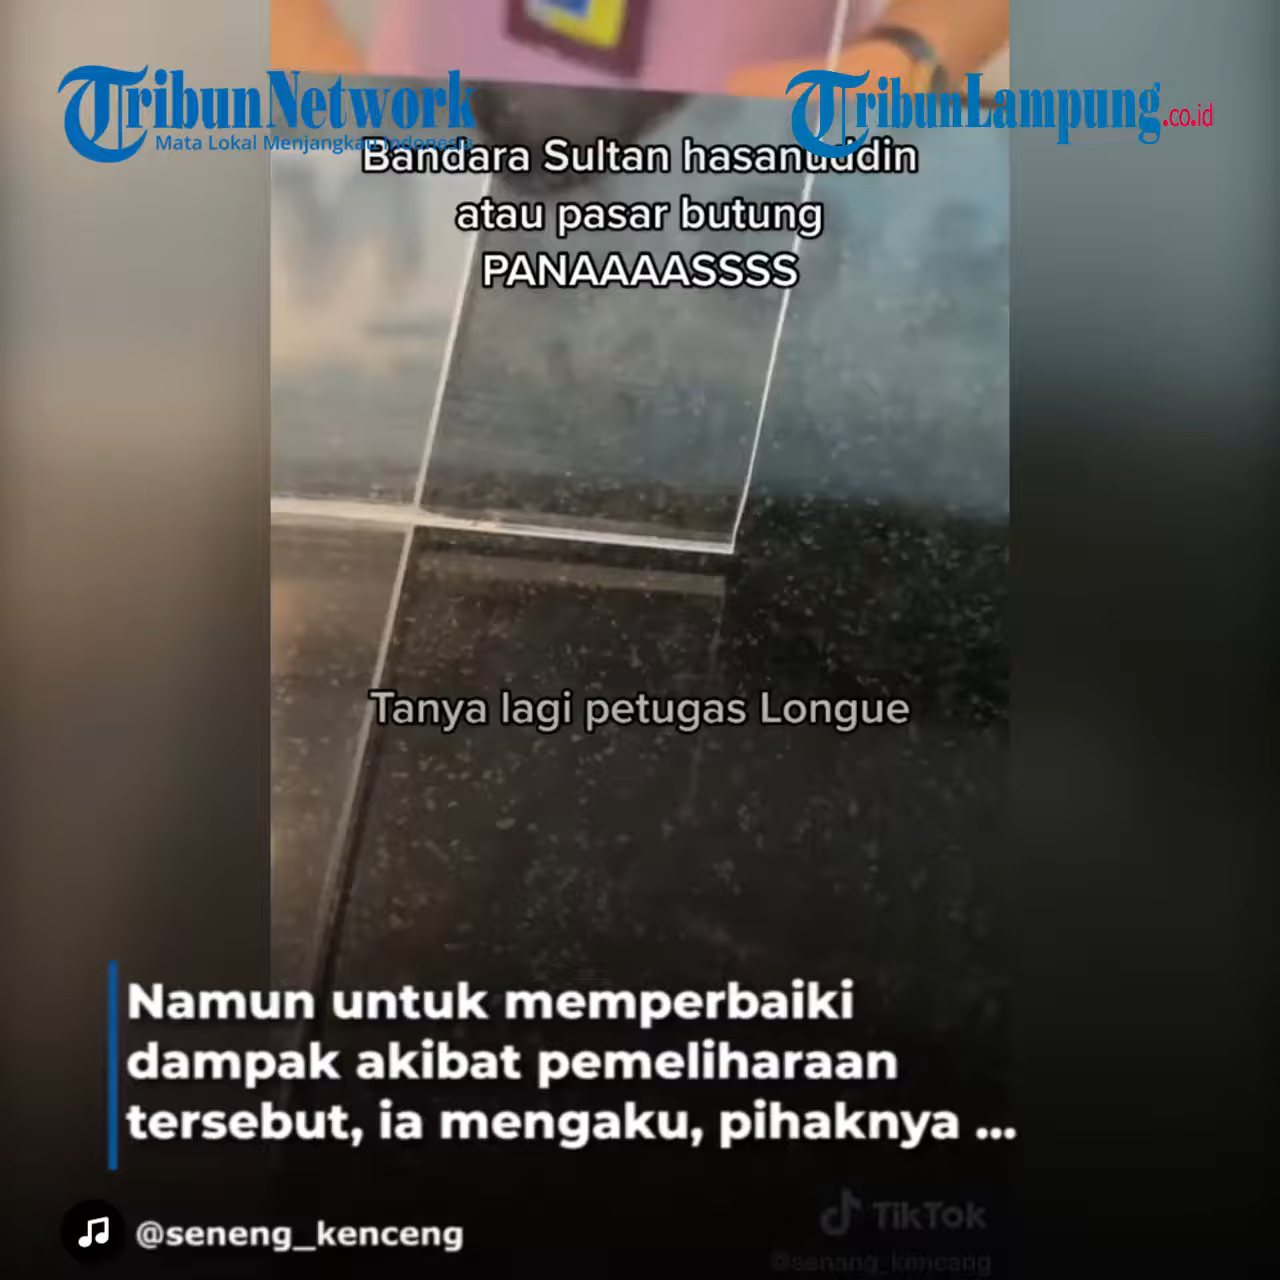 TribunNetwork
Mata Lokal Menjangkau Indonesia
TribunLampung.co.id
Bandara Sultan hasanuddin
atau pasar butung
PANAAAASSSS
Tanya lagi petugas Longue
Namun untuk memperbaiki
dampak akibat pemeliharaan
tersebut, ia mengaku, pihaknya ...
@seneng_kenceng
TikTok
@senang_kencang